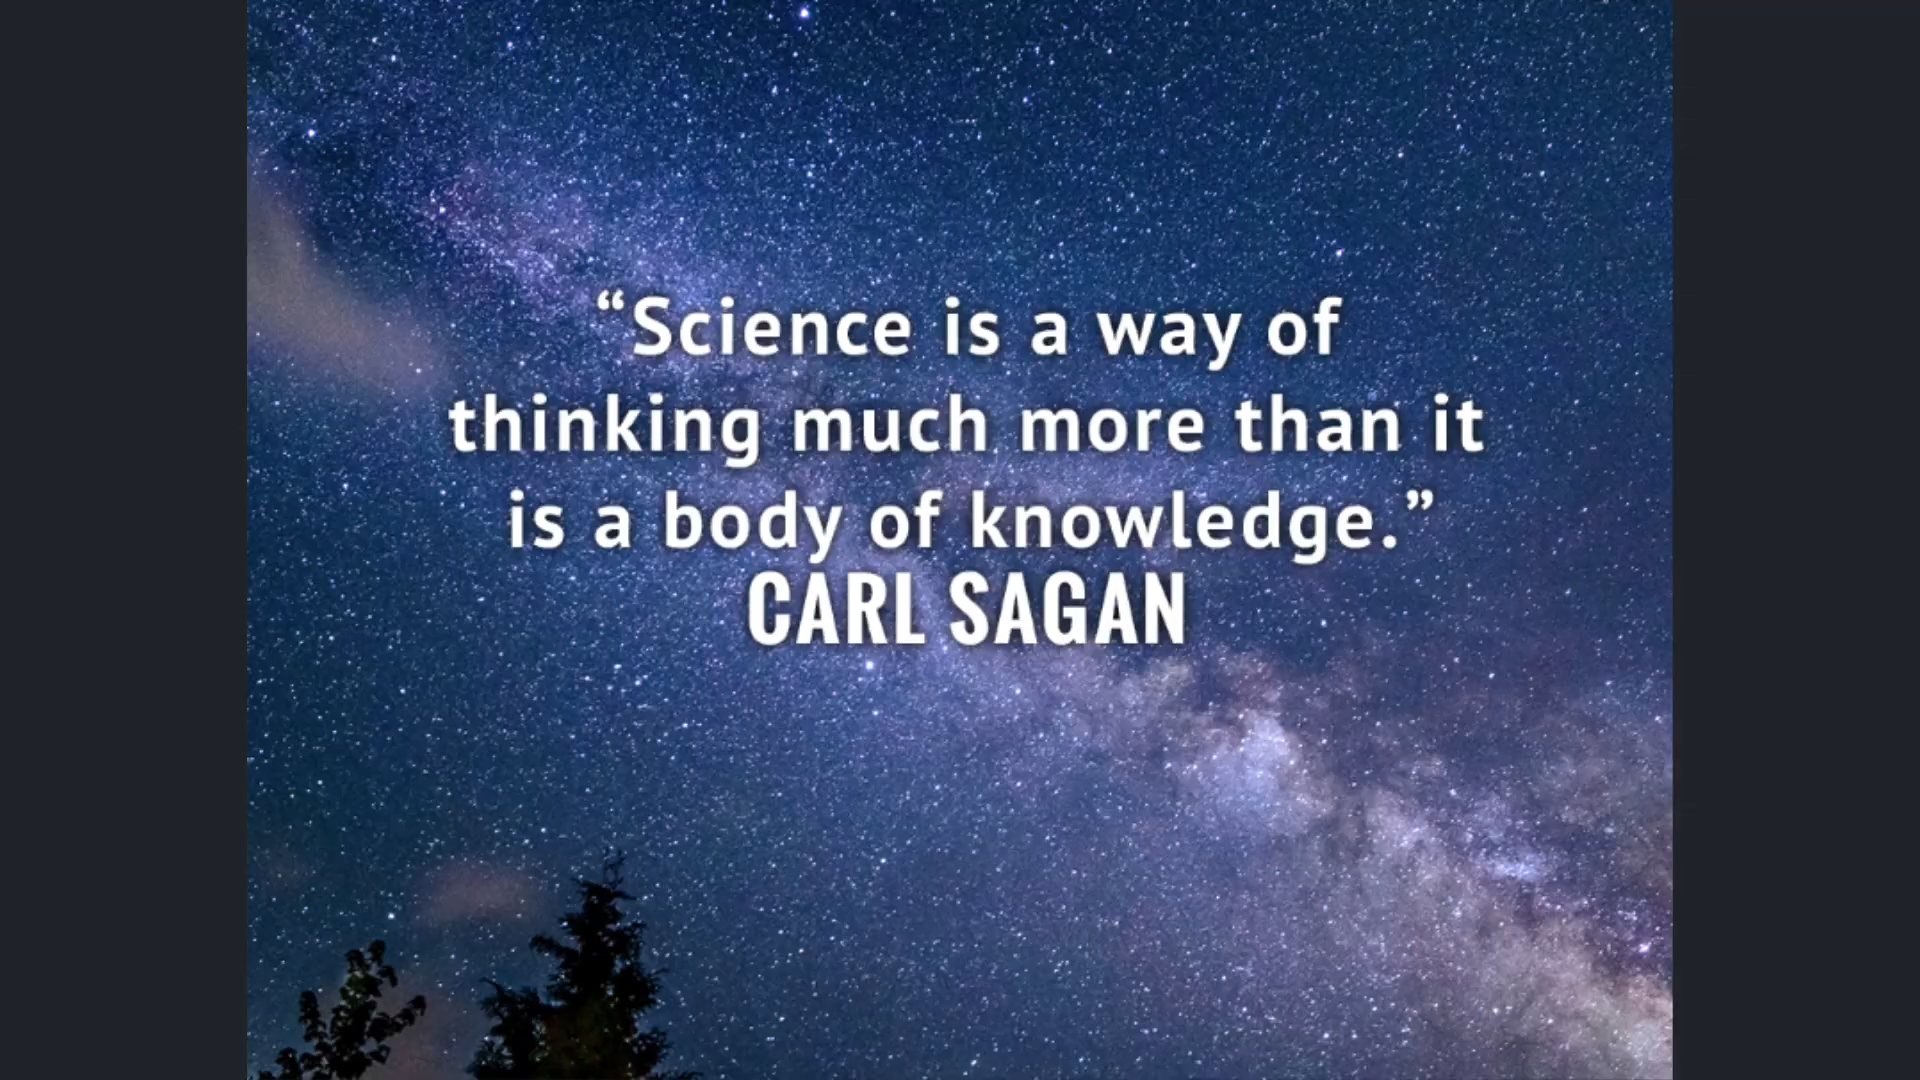 “Science is a way of
thinking much more than it
is a body of knowledge.”
CARL SAGAN